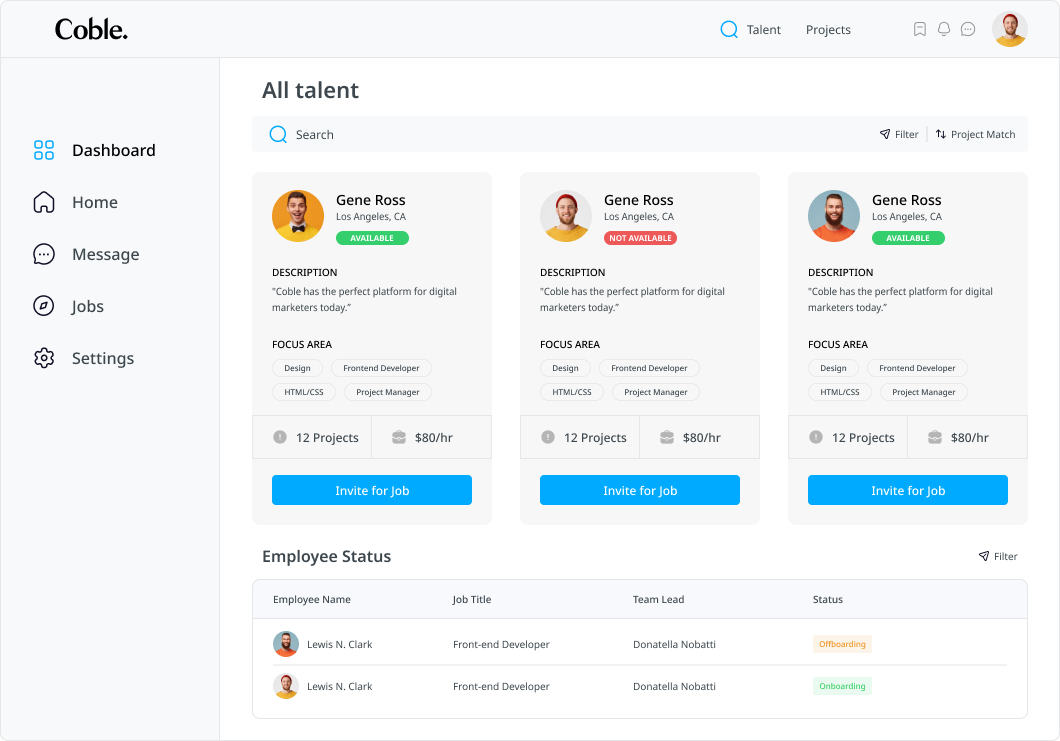 Coble.
Talent
Projects
Dashboard
Home
Message
Jobs
Settings
All talent
Search
Filter
Project Match
Gene Ross
Los Angeles, CA
AVAILABLE
DESCRIPTION
"Coble has the perfect platform for digital
marketers today.”
FOCUS AREA
Design
Frontend Developer
HTML/CSS
Project Manager
12 Projects
$80/hr
Invite for Job
Gene Ross
Los Angeles, CA
NOT AVAILABLE
DESCRIPTION
"Coble has the perfect platform for digital
marketers today.”
FOCUS AREA
Design
Frontend Developer
HTML/CSS
Project Manager
12 Projects
$80/hr
Invite for Job
Gene Ross
Los Angeles, CA
AVAILABLE
DESCRIPTION
"Coble has the perfect platform for digital
marketers today.”
FOCUS AREA
Design
Frontend Developer
HTML/CSS
Project Manager
12 Projects
$80/hr
Invite for Job
Employee Status
Filter
Employee Name Job Title Team Lead Status
Lewis N. Clark Front-end Developer Donatella Nobatti Offboarding
Lewis N. Clark Front-end Developer Donatella Nobatti Onboarding